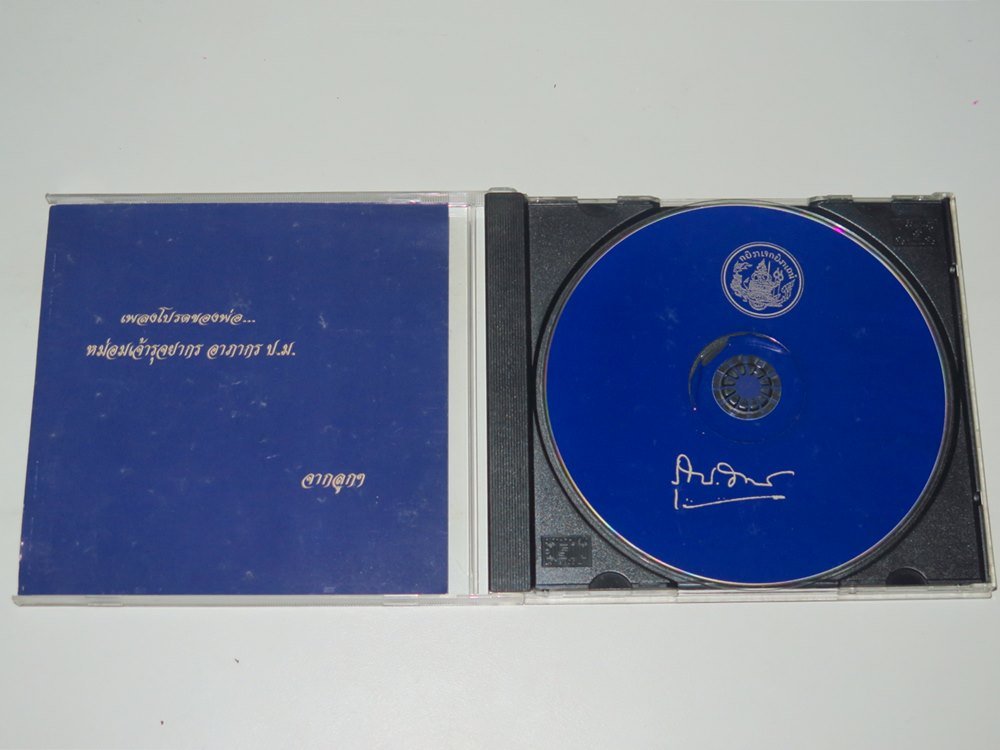 เพลงโปรดของพ่อ...
หม่อมเจ้ารุจยากร อาภากร ป.ม.
จากลูกๆ